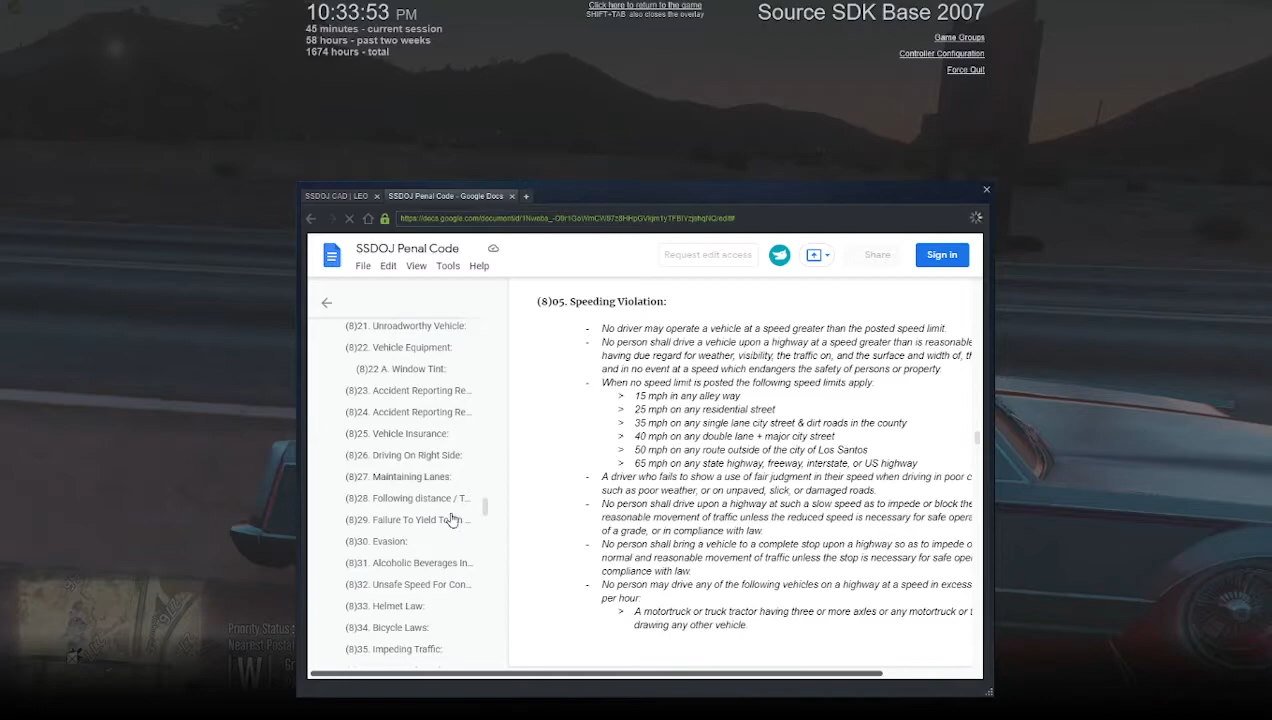 10:33:53 PM
45 minutes - current session
58 hours - past two weeks
1674 hours - total
Click here to return to the game
SHIFT+TAB also closes the overlay
Source SDK Base 2007
Game Groups
Controller Configuration
Force Quit
SSDOJ CAD | LEO
SSDOJ Penal Code - Google Docs
SSDOJ Penal Code
File Edit View Tools Help
Request edit access
Share
Sign in
(8)21. Unroadworthy Vehicle:
(8)22. Vehicle Equipment:
(8)22 A. Window Tint:
(8)23. Accident Reporting Re...
(8)24. Accident Reporting Re...
(8)25. Vehicle Insurance:
(8)26. Driving On Right Side:
(8)27. Maintaining Lanes:
(8)28. Following distance / T...
(8)29. Failure To Yield
(8)30. Evasion:
(8)31. Alcoholic Beverages In...
(8)32. Unsafe Speed For Con...
(8)33. Helmet Law:
(8)34. Bicycle Laws:
(8)35. Impeding Traffic:
(8)05. Speeding Violation:
- No driver may operate a vehicle at a speed greater than the posted speed limit.
- No person shall drive a vehicle upon a highway at a speed greater than is reasonable
having due regard for weather, visibility, the traffic on, and the surface and width of, th
and in no event at a speed which endangers the safety of persons or property.
- When no speed limit is posted the following speed limits apply:
> 15 mph in any alley way
> 25 mph on any residential street
> 35 mph on any single lane city street & dirt roads in the county
> 40 mph on any double lane + major city street
> 50 mph on any route outside of the city of Los Santos
> 65 mph on any state highway, freeway, interstate, or US highway
- A driver who fails to show a use of fair judgment in their speed when driving in poor c
such as poor weather, or on unpaved, slick, or damaged roads.
- No person shall drive upon a highway at such a slow speed as to impede or block the
reasonable movement of traffic unless the reduced speed is necessary for safe opera
of a grade, or in compliance with law.
- No person shall bring a vehicle to a complete stop upon a highway so as to impede o
normal and reasonable movement of traffic unless the stop is necessary for safe ope
compliance with law.
- No person may drive any of the following vehicles on a highway at a speed in excess
per hour:
> A motortruck or truck tractor having three or more axles or any motortruck or t
drawing any other vehicle.
Priority Status
Nearest Postal
W